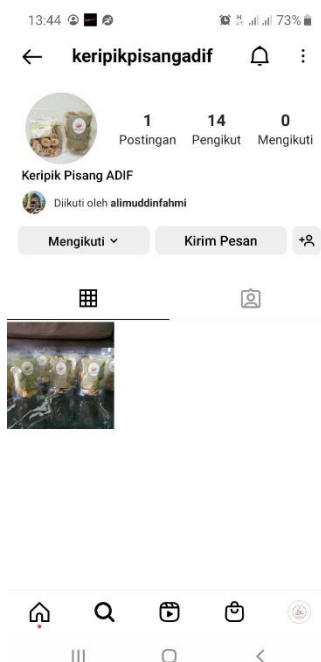 13:44 73%
keripikpisangadif
1 14 0
Postingan Pengikut Mengikuti
Keripik Pisang ADIF
Diikuti oleh alimuddinfahmi
Mengikuti Kirim Pesan